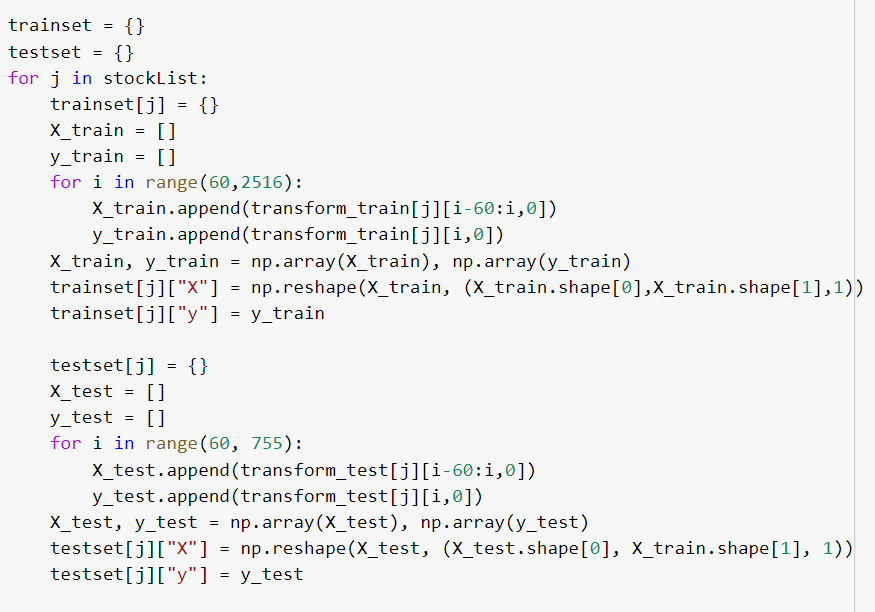 trainset = {}
testset = {}
for j in stockList:
    trainset[j] = {}
    X_train = []
    y_train = []
    for i in range(60,2516):
        X_train.append(transform_train[j][i-60:i,0])
        y_train.append(transform_train[j][i,0])
    X_train, y_train = np.array(X_train), np.array(y_train)
    trainset[j]["X"] = np.reshape(X_train, (X_train.shape[0],X_train.shape[1],1))
    trainset[j]["y"] = y_train

    testset[j] = {}
    X_test = []
    y_test = []
    for i in range(60, 755):
        X_test.append(transform_test[j][i-60:i,0])
        y_test.append(transform_test[j][i,0])
    X_test, y_test = np.array(X_test), np.array(y_test)
    testset[j]["X"] = np.reshape(X_test, (X_test.shape[0], X_train.shape[1], 1))
    testset[j]["y"] = y_test